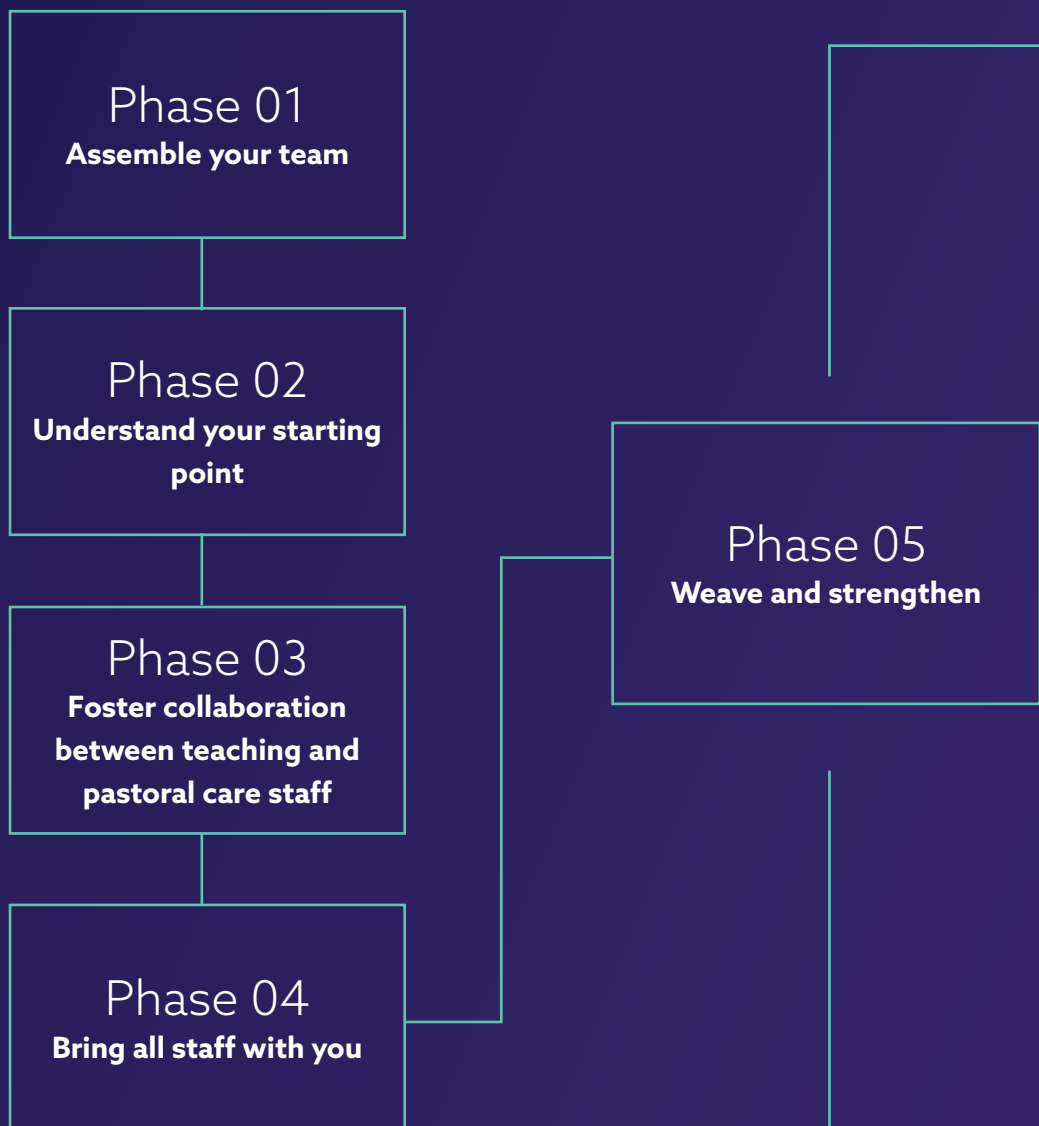 Phase 01
Assemble your team
Phase 02
Understand your starting
point
Phase 03
Foster collaboration
between teaching and
pastoral care staff
Phase 04
Bring all staff with you
Phase 05
Weave and strengthen